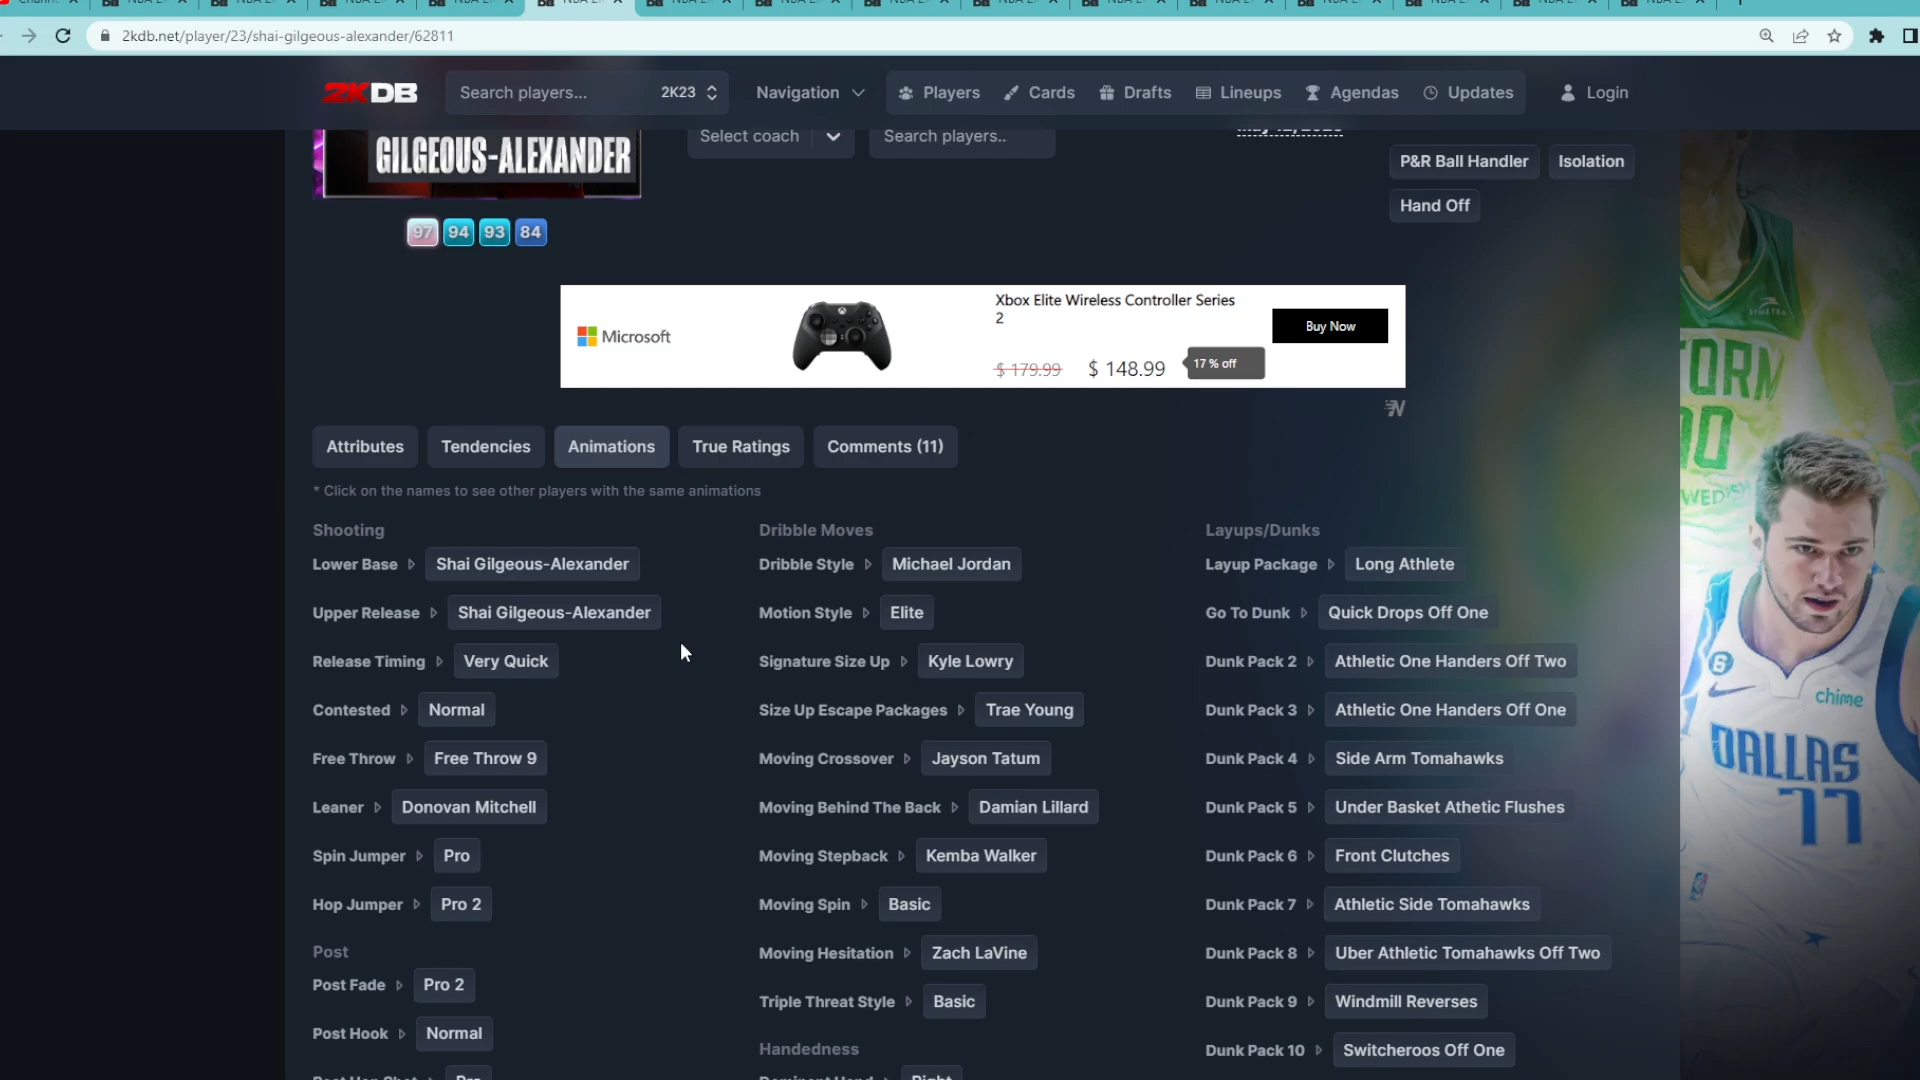 2kdb.net/player/23/shai-gilgeous-alexander/62811
2KDB
Search players...
2K23
Navigation
Players
Cards
Drafts
Lineups
Agendas
Updates
Login
GILGEOUS-ALEXANDER
Select coach
Search players..
P&R Ball Handler
Isolation
Hand Off
97 94 93 84
Microsoft
Xbox Elite Wireless Controller Series
2
Buy Now
$ 179.99
$ 148.99
17 % off
Attributes
Tendencies
Animations
True Ratings
Comments (11)
* Click on the names to see other players with the same animations
Shooting
Lower Base Shai Gilgeous-Alexander
Upper Release Shai Gilgeous-Alexander
Release Timing Very Quick
Contested Normal
Free Throw Free Throw 9
Leaner Donovan Mitchell
Spin Jumper Pro
Hop Jumper Pro 2
Post
Post Fade Pro 2
Post Hook Normal
Dribble Moves
Dribble Style Michael Jordan
Motion Style Elite
Signature Size Up Kyle Lowry
Size Up Escape Packages Trae Young
Moving Crossover Jayson Tatum
Moving Behind The Back Damian Lillard
Moving Stepback Kemba Walker
Moving Spin Basic
Moving Hesitation Zach LaVine
Triple Threat Style Basic
Handedness
Layups/Dunks
Layup Package Long Athlete
Go To Dunk Quick Drops Off One
Dunk Pack 2 Athletic One Handers Off Two
Dunk Pack 3 Athletic One Handers Off One
Dunk Pack 4 Side Arm Tomahawks
Dunk Pack 5 Under Basket Athetic Flushes
Dunk Pack 6 Front Clutches
Dunk Pack 7 Athletic Side Tomahawks
Dunk Pack 8 Uber Athletic Tomahawks Off Two
Dunk Pack 9 Windmill Reverses
Dunk Pack 10 Switcheroos Off One
6
chime
DALLAS
77